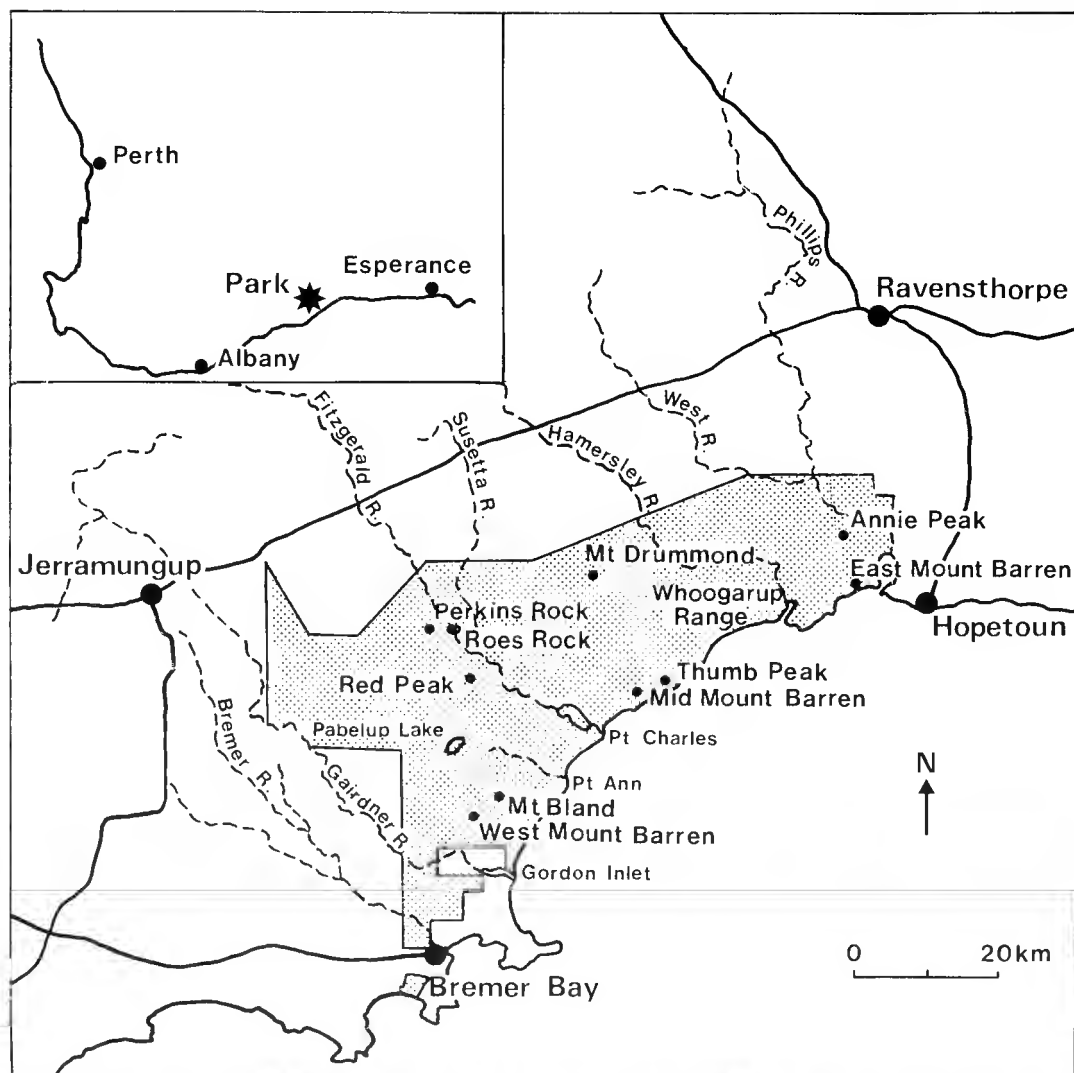 Perth
Park
Esperance
Albany
Phillips
R.
Ravensthorpe
Fitzgerald R.
Susetta R
Hamersley R
West R.
Annie Peak
Jerramungup
Mt Drummond
East Mount Barren
Whoogarup
Range
Hopetoun
Perkins Rock
Roes Rock
Red Peak
Thumb Peak
Mid Mount Barren
Bremer R.
Pabelup Lake
Pt Charles
Gairdner R.
Pt Ann
N
Mt Bland
West Mount Barren
Gordon Inlet
0 20km
Bremer Bay